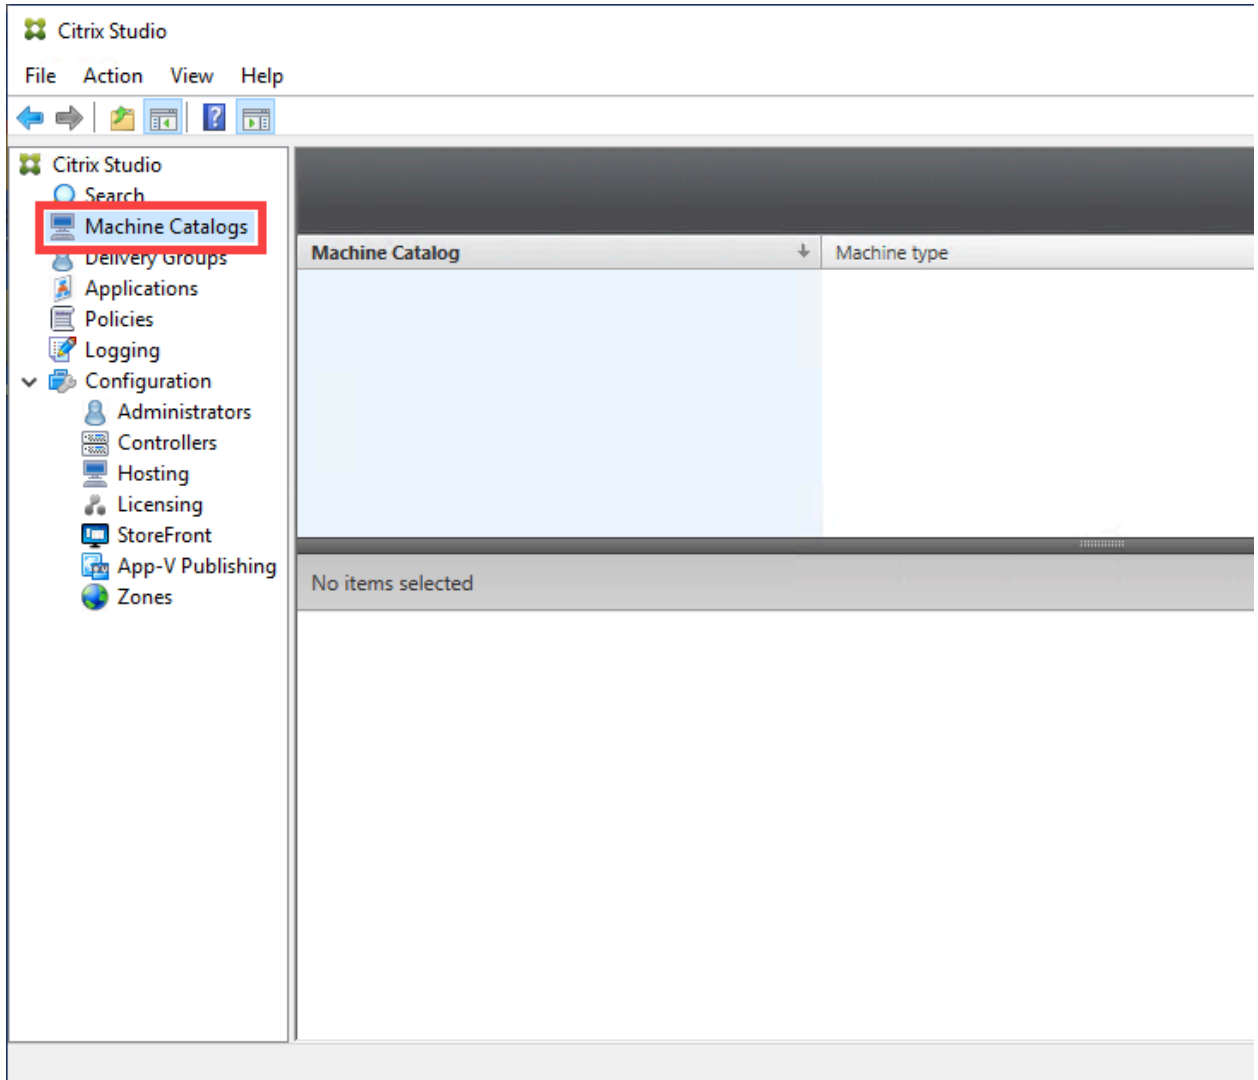 Citrix Studio
File Action View Help
Citrix Studio
Search
Machine Catalogs
Delivery Groups
Applications
Policies
Logging
Configuration
Administrators
Controllers
Hosting
Licensing
StoreFront
App-V Publishing
Zones
Machine Catalog Machine type
No items selected